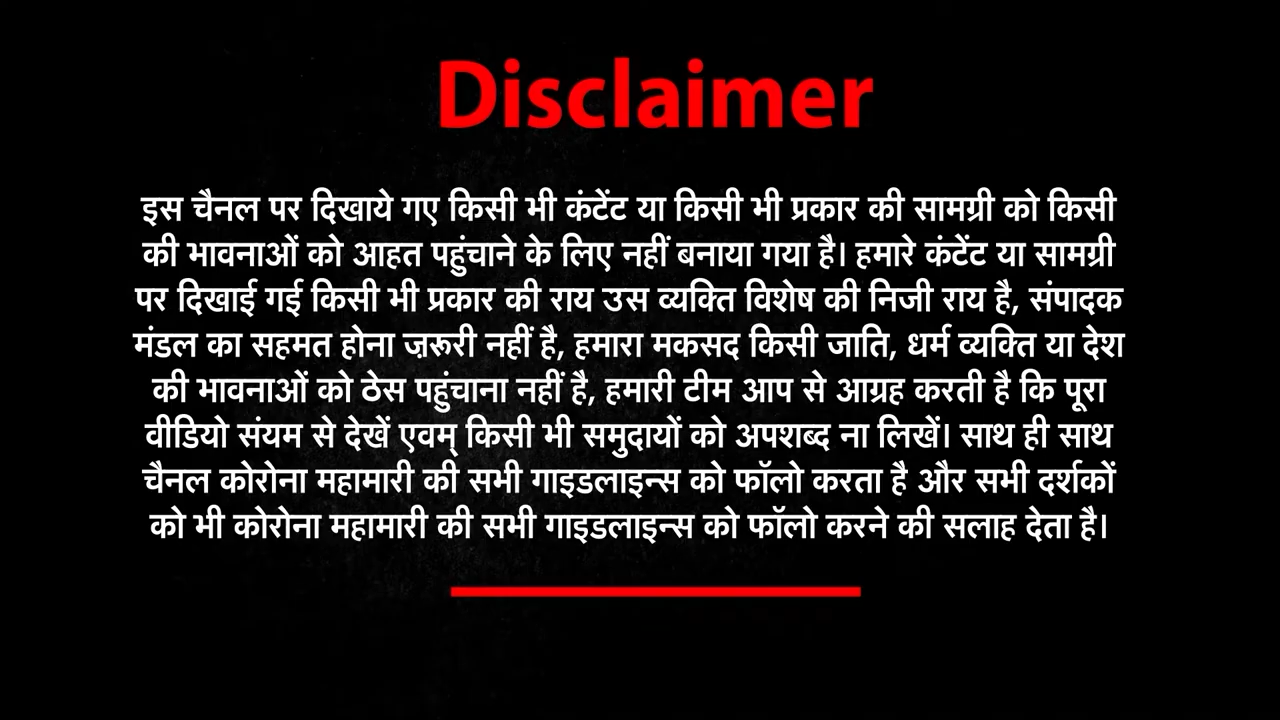 Disclaimer
इस चैनल पर दिखाये गए किसी भी कंटेंट या किसी भी प्रकार की सामग्री को किसी
की भावनाओं को आहत पहुंचाने के लिए नहीं बनाया गया है। हमारे कंटेंट या सामग्री
पर दिखाई गई किसी भी प्रकार की राय उस व्यक्ति विशेष की निजी राय है, संपादक
मंडल का सहमत होना ज़रूरी नहीं है, हमारा मकसद किसी जाति, धर्म व्यक्ति या देश
की भावनाओं को ठेस पहुंचाना नहीं है, हमारी टीम आप से आग्रह करती है कि पूरा
वीडियो संयम से देखें एवम् किसी भी समुदायों को अपशब्द ना लिखें। साथ ही साथ
चैनल कोरोना महामारी की सभी गाइडलाइन्स को फॉलो करता है और सभी दर्शकों
को भी कोरोना महामारी की सभी गाइडलाइन्स को फॉलो करने की सलाह देता है।